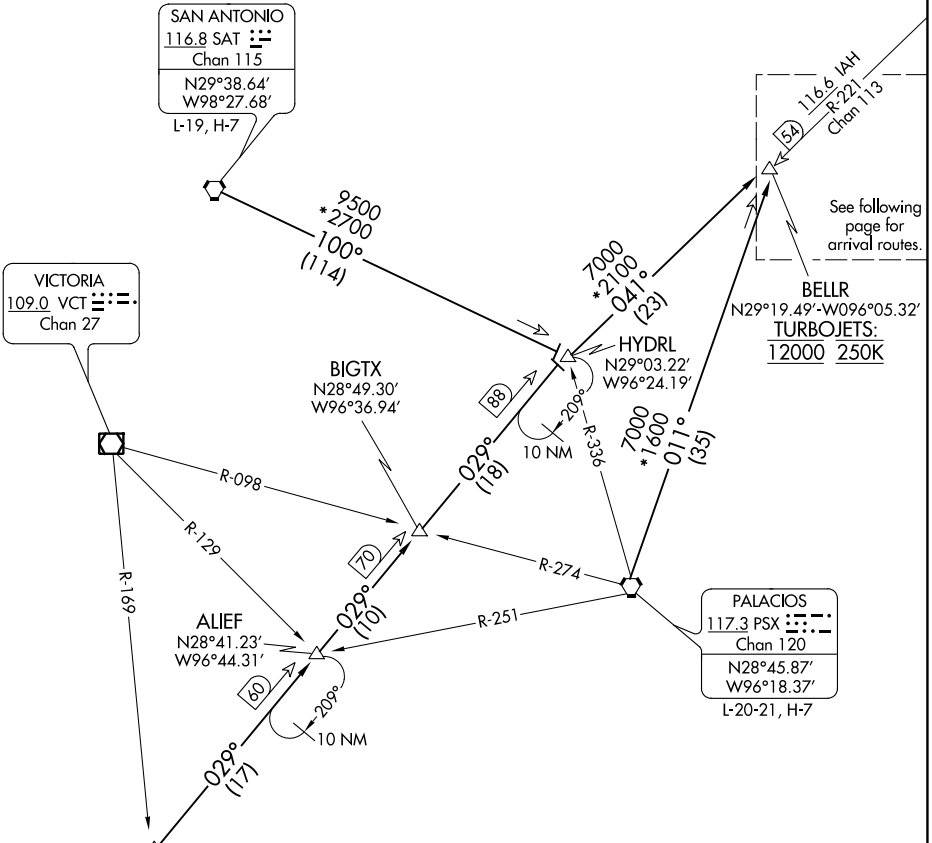 SAN ANTONIO
116.8 SAT
Chan 115
N29°38.64'
W98°27.68'
L-19, H-7
116.6 IAH
R-221
Chan 113
54
See following
page for
arrival routes.
9500
*2700
100°
(114)
7000
*2100
041°
(23)
BELLR
N29°19.49'-W096°05.32'
TURBOJETS:
12000 250K
VICTORIA
109.0 VCT
Chan 27
HYDRL
N29°03.22'
W96°24.19'
BIGTX
N28°49.30'
W96°36.94'
88
209°
10 NM
R-336
7000
*1600
011°
(35)
029°
(18)
R-098
R-129
R-169
70
R-274
029°
(10)
R-251
ALIEF
N28°41.23'
W96°44.31'
60
209°
10 NM
029°
(17)
PALACIOS
117.3 PSX
Chan 120
N28°45.87'
W96°18.37'
L-20-21, H-7